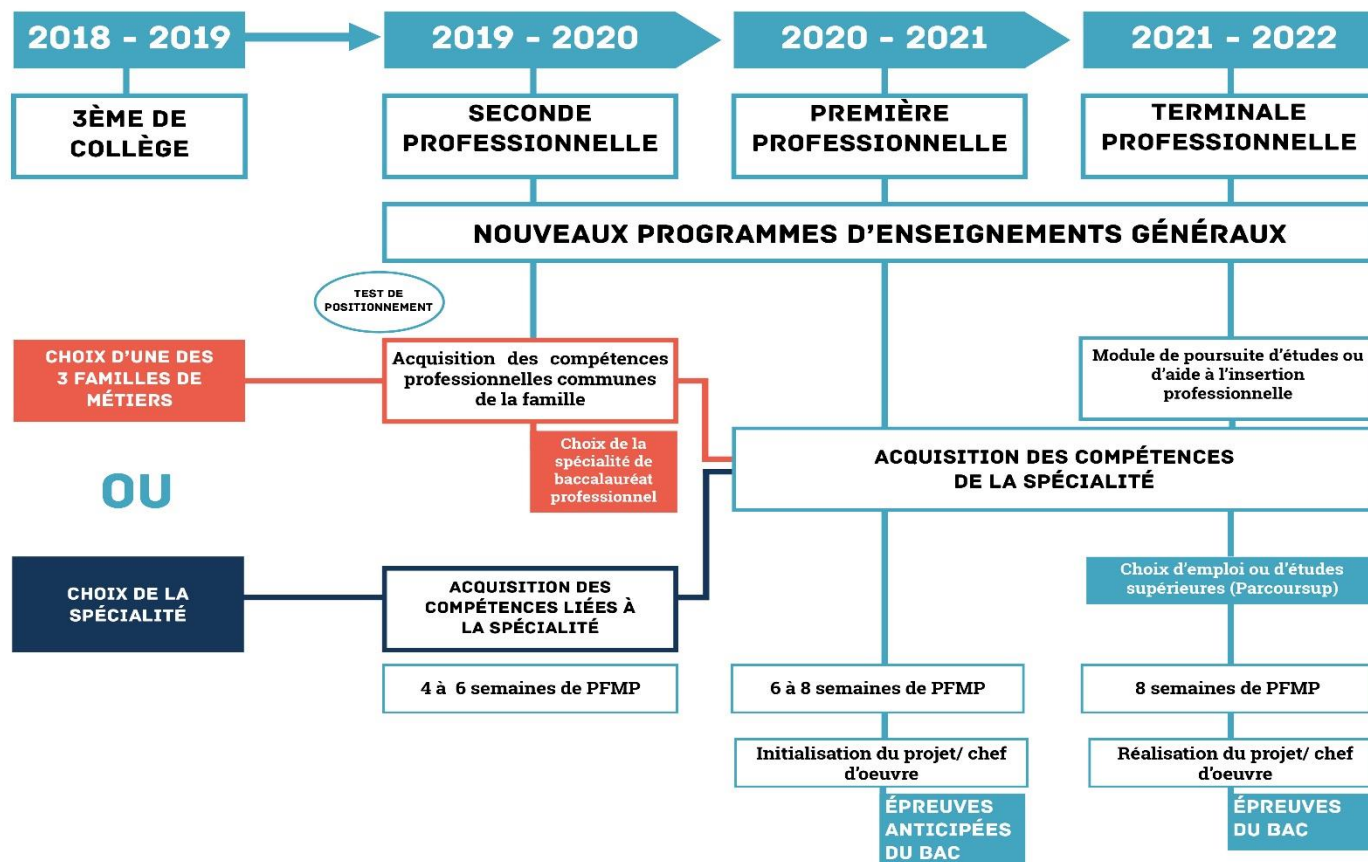 2018 - 2019
2019 - 2020
2020 - 2021
2021 - 2022
3ÈME DE
COLLÈGE
SECONDE
PROFESSIONNELLE
PREMIÈRE
PROFESSIONNELLE
TERMINALE
PROFESSIONNELLE
NOUVEAUX PROGRAMMES D'ENSEIGNEMENTS GÉNÉRAUX
TEST DE
POSITIONNEMENT
CHOIX D'UNE DES
3 FAMILLES DE
MÉTIERS
Acquisition des compétences
professionnelles communes
de la famille
Module de poursuite d'études ou
d'aide à l'insertion
professionnelle
Choix de la
spécialité de
baccalauréat
professionnel
ACQUISITION DES COMPÉTENCES
DE LA SPÉCIALITÉ
OU
CHOIX DE LA
SPÉCIALITÉ
ACQUISITION DES
COMPÉTENCES LIÉES À
LA SPÉCIALITÉ
Choix d'emploi ou d'études
supérieures (Parcoursup)
4 à 6 semaines de PFMP
6 à 8 semaines de PFMP
8 semaines de PFMP
Initialisation du projet/ chef
d'oeuvre
Réalisation du projet/ chef
d'oeuvre
ÉPREUVES
ANTICIPÉES
DU BAC
ÉPREUVES
DU BAC